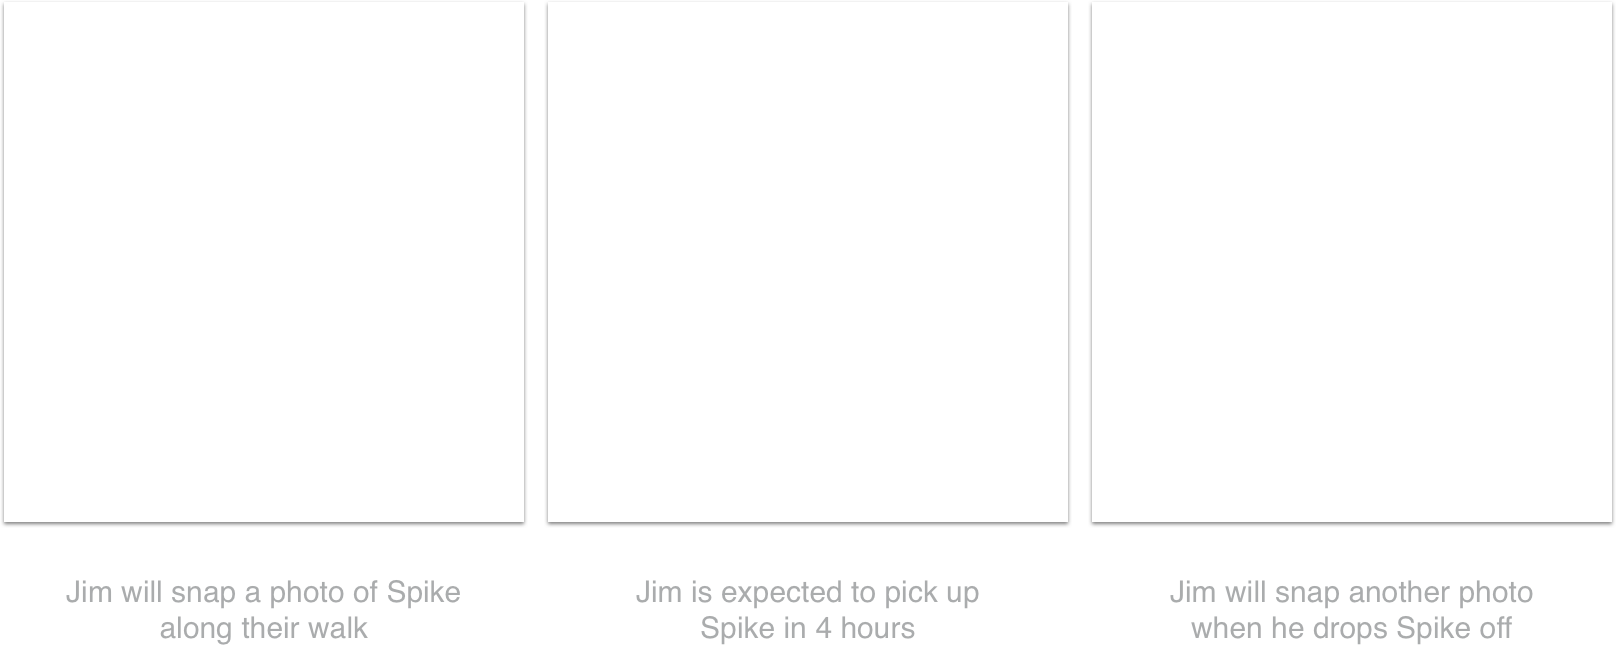 Jim will snap a photo of Spike
along their walk
Jim is expected to pick up
Spike in 4 hours
Jim will snap another photo
when he drops Spike off